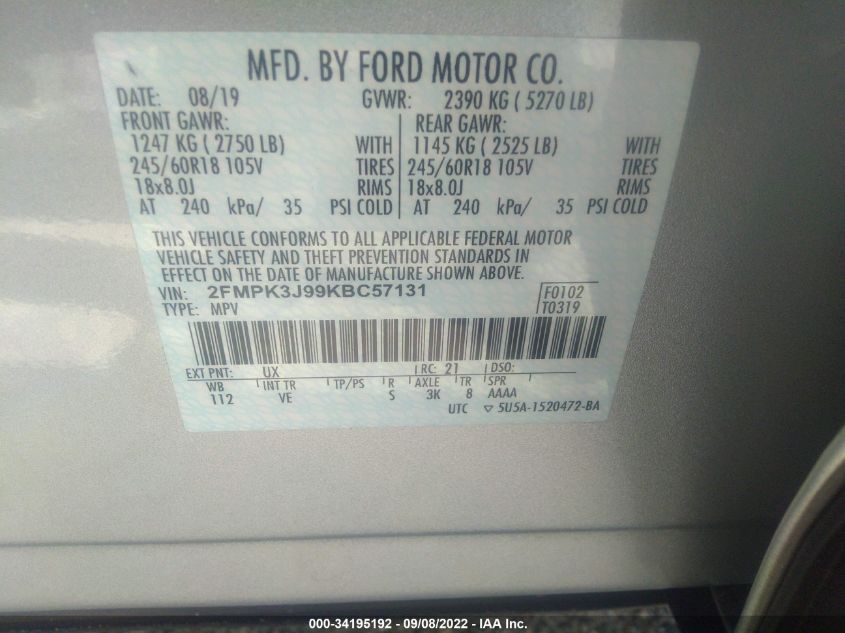 MFD. BY FORD MOTOR CO.
DATE: 08/19 GVWR: 2390 KG ( 5270 LB)
FRONT GAWR: REAR GAWR:
1247 KG ( 2750 LB) WITH 1145 KG ( 2525 LB) WITH
245/60R18 105V TIRES 245/60R18 105V TIRES
18x8.0J RIMS 18x8.0J RIMS
AT 240 kPa/ 35 PSI COLD AT 240 kPa/ 35 PSI COLD
THIS VEHICLE CONFORMS TO ALL APPLICABLE FEDERAL MOTOR
VEHICLE SAFETY AND THEFT PREVENTION STANDARDS IN
EFFECT ON THE DATE OF MANUFACTURE SHOWN ABOVE.
VIN: 2FMPK3J99KBC57131 F0102
TYPE: MPV T0319
EXT PNT: UX RC: 21 DSO:
WB INT TR TP/PS R AXLE TR SPR
112 VE S 3K 8 AAAA
UTC ▽ 5U5A-1520472-BA
000-34195192 - 09/08/2022 - IAA Inc.